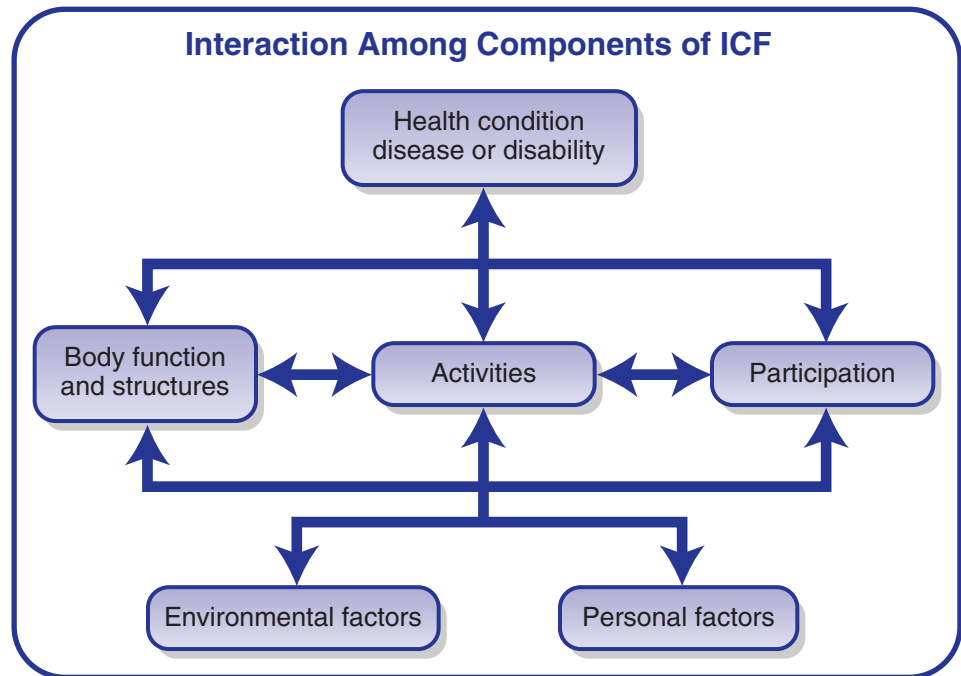 Interaction Among Components of ICF
Health condition
disease or disability
Body function
and structures
Activities
Participation
Environmental factors
Personal factors